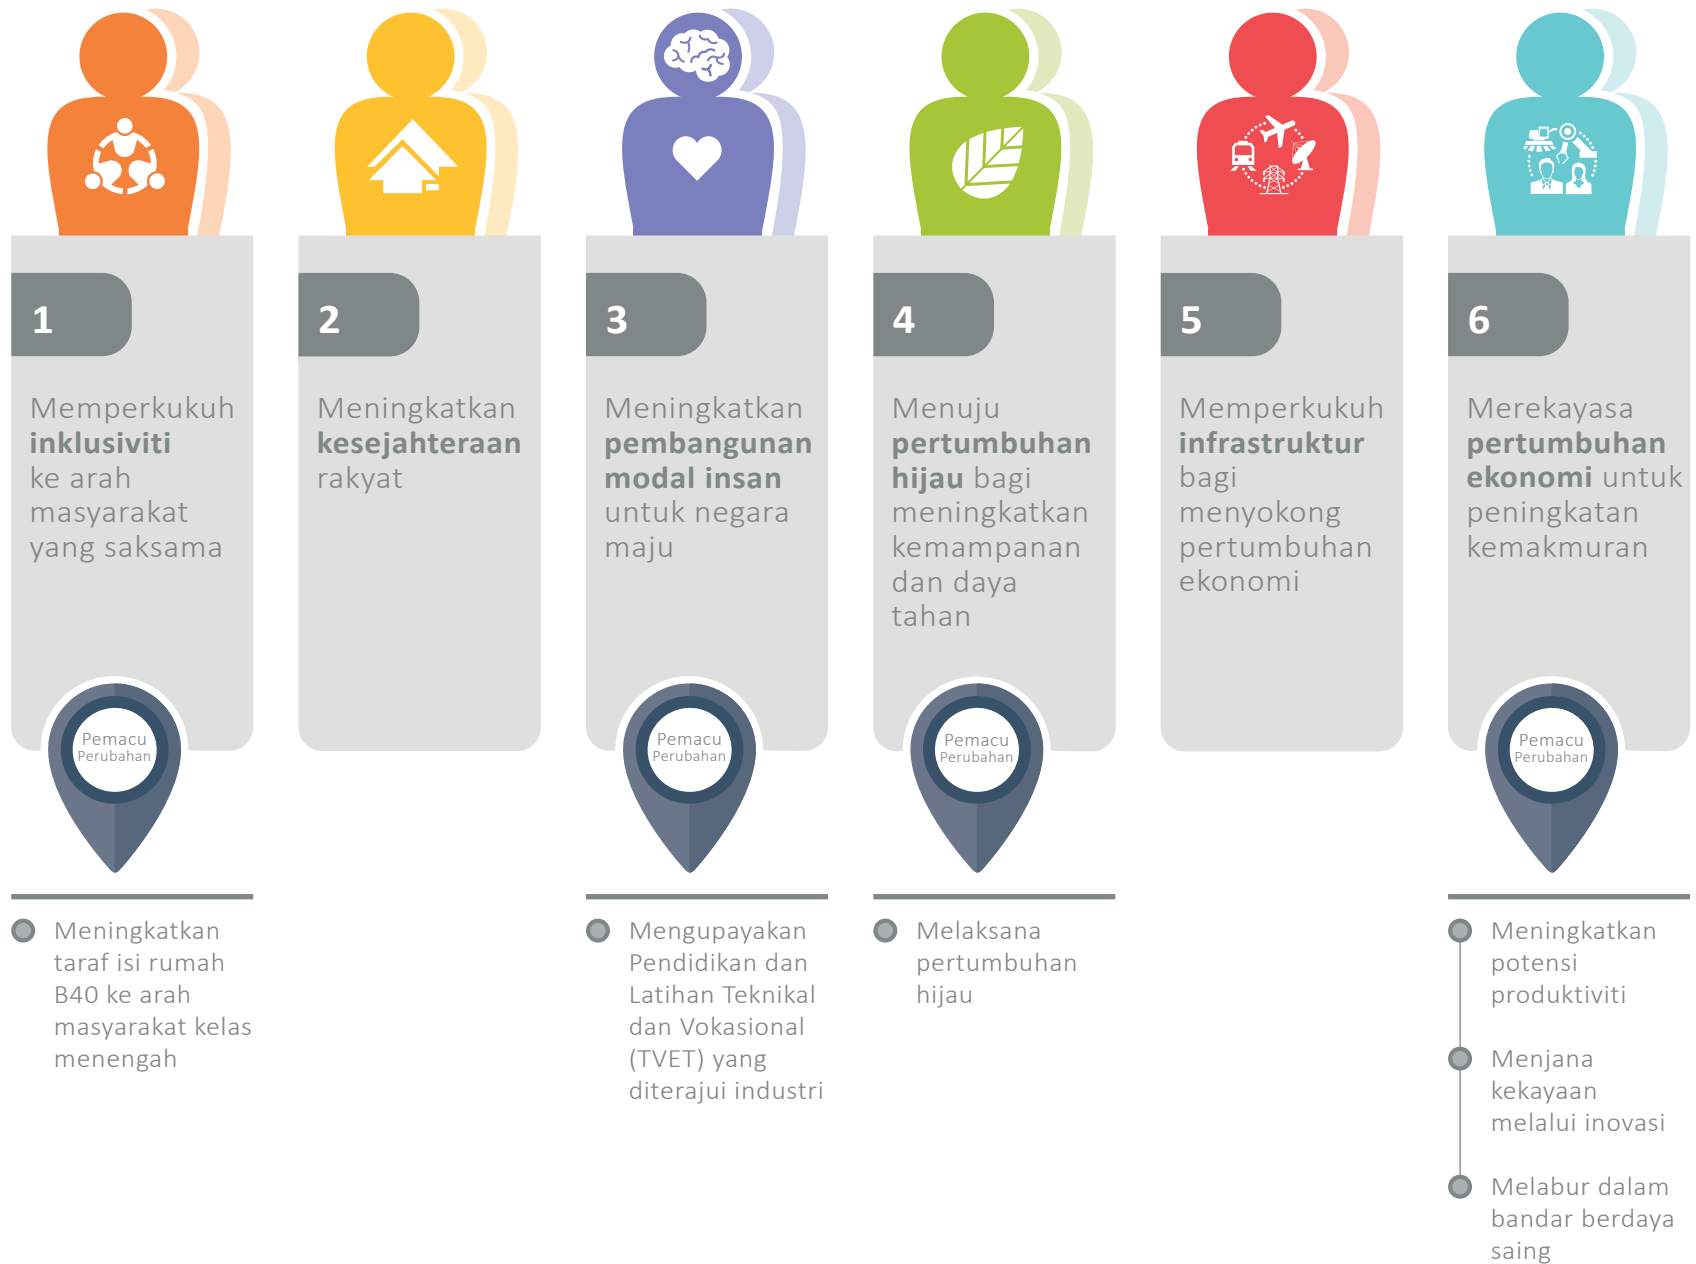 1
Memperkukuh
inklusiviti
ke arah
masyarakat
yang saksama
Pemacu
Perubahan
Meningkatkan
taraf isi rumah
B40 ke arah
masyarakat kelas
menengah
2
Meningkatkan
kesejahteraan
rakyat
3
Meningkatkan
pembangunan
modal insan
untuk negara
maju
Pemacu
Perubahan
Mengupayakan
Pendidikan dan
Latihan Teknikal
dan Vokasional
(TVET) yang
diterajui industri
4
Menuju
pertumbuhan
hijau bagi
meningkatkan
kemampanan
dan daya
tahan
Pemacu
Perubahan
Melaksana
pertumbuhan
hijau
5
Memperkukuh
infrastruktur
bagi
menyokong
pertumbuhan
ekonomi
6
Merekayasa
pertumbuhan
ekonomi untuk
peningkatan
kemakmuran
Pemacu
Perubahan
Meningkatkan
potensi
produktiviti
Menjana
kekayaan
melalui inovasi
Melabur dalam
bandar berdaya
saing